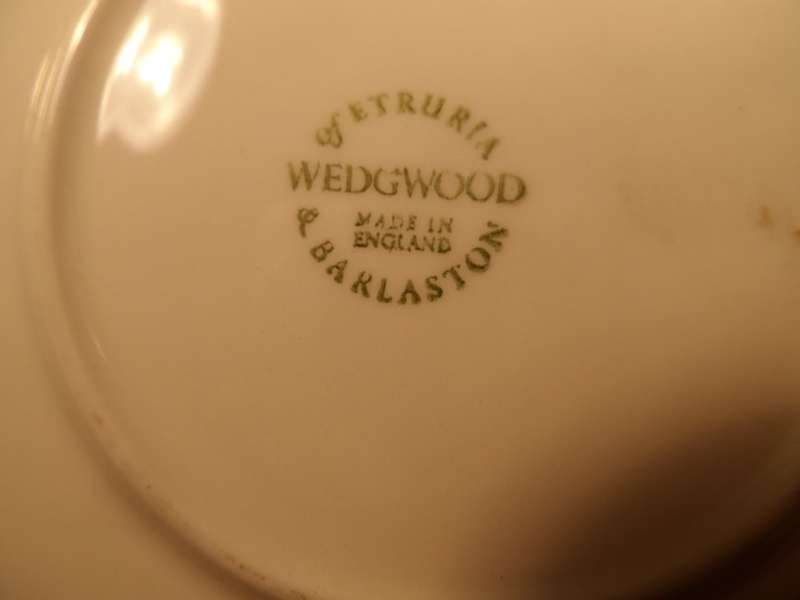 of ETRURIA
WEDGWOOD
MADE IN
ENGLAND
& BARLASTON